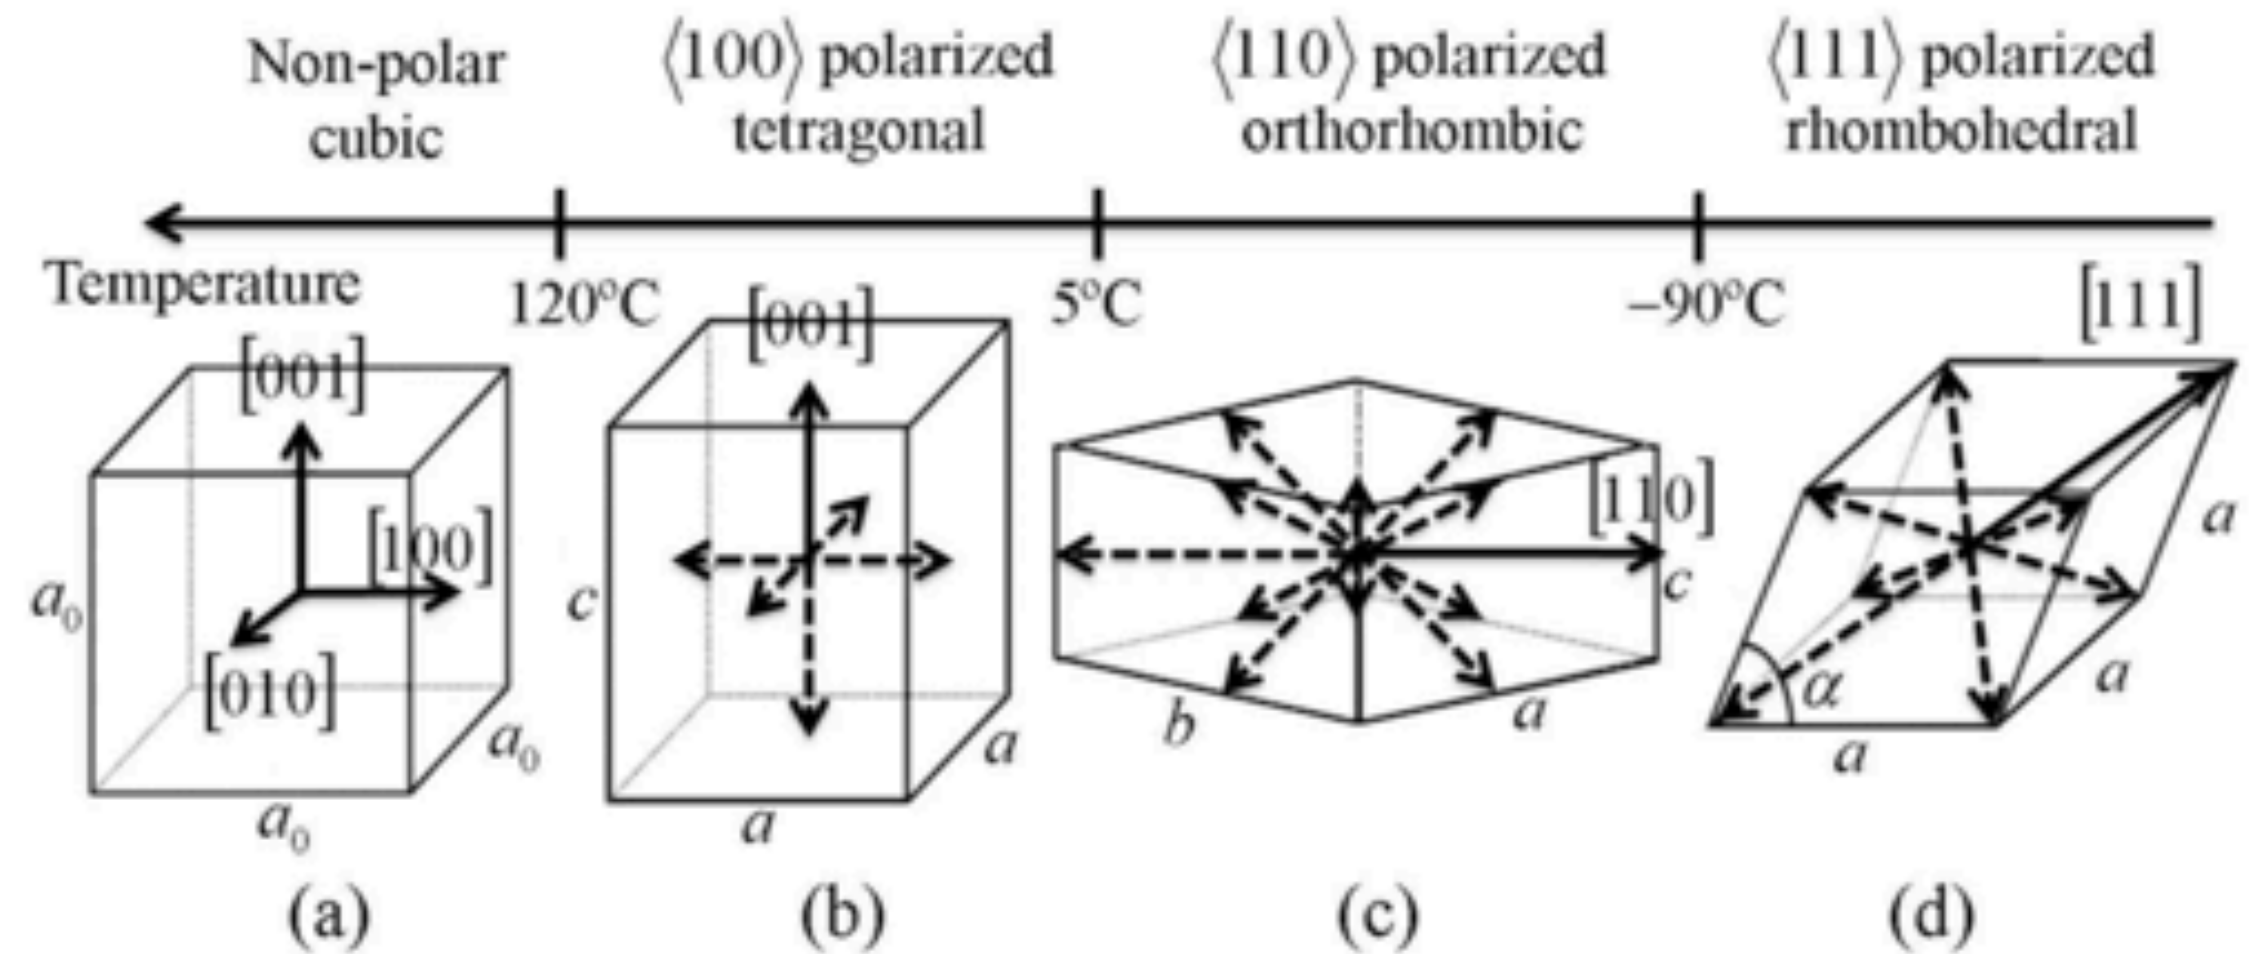 Non-polar
cubic
⟨100⟩ polarized
tetragonal
⟨110⟩ polarized
orthorhombic
⟨111⟩ polarized
rhombohedral
Temperature
120°C
5°C
−90°C
[001]
[100]
[010]
a₀
a₀
a₀
(a)
[001]
c
a
a
(b)
[110]
c
b
a
(c)
[111]
a
a
α
a
(d)